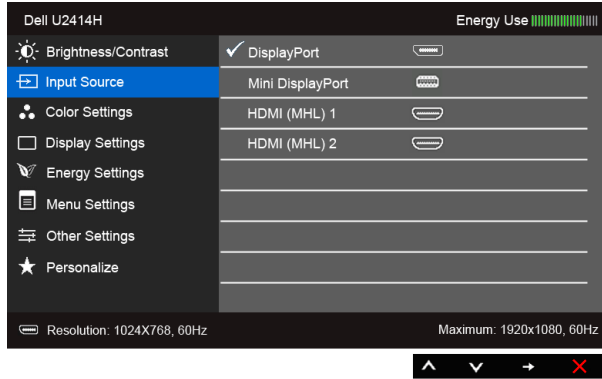 Dell U2414H Energy Use
Brightness/Contrast DisplayPort
Input Source Mini DisplayPort
Color Settings HDMI (MHL) 1
Display Settings HDMI (MHL) 2
Energy Settings
Menu Settings
Other Settings
Personalize
Resolution: 1024X768, 60Hz Maximum: 1920x1080, 60Hz